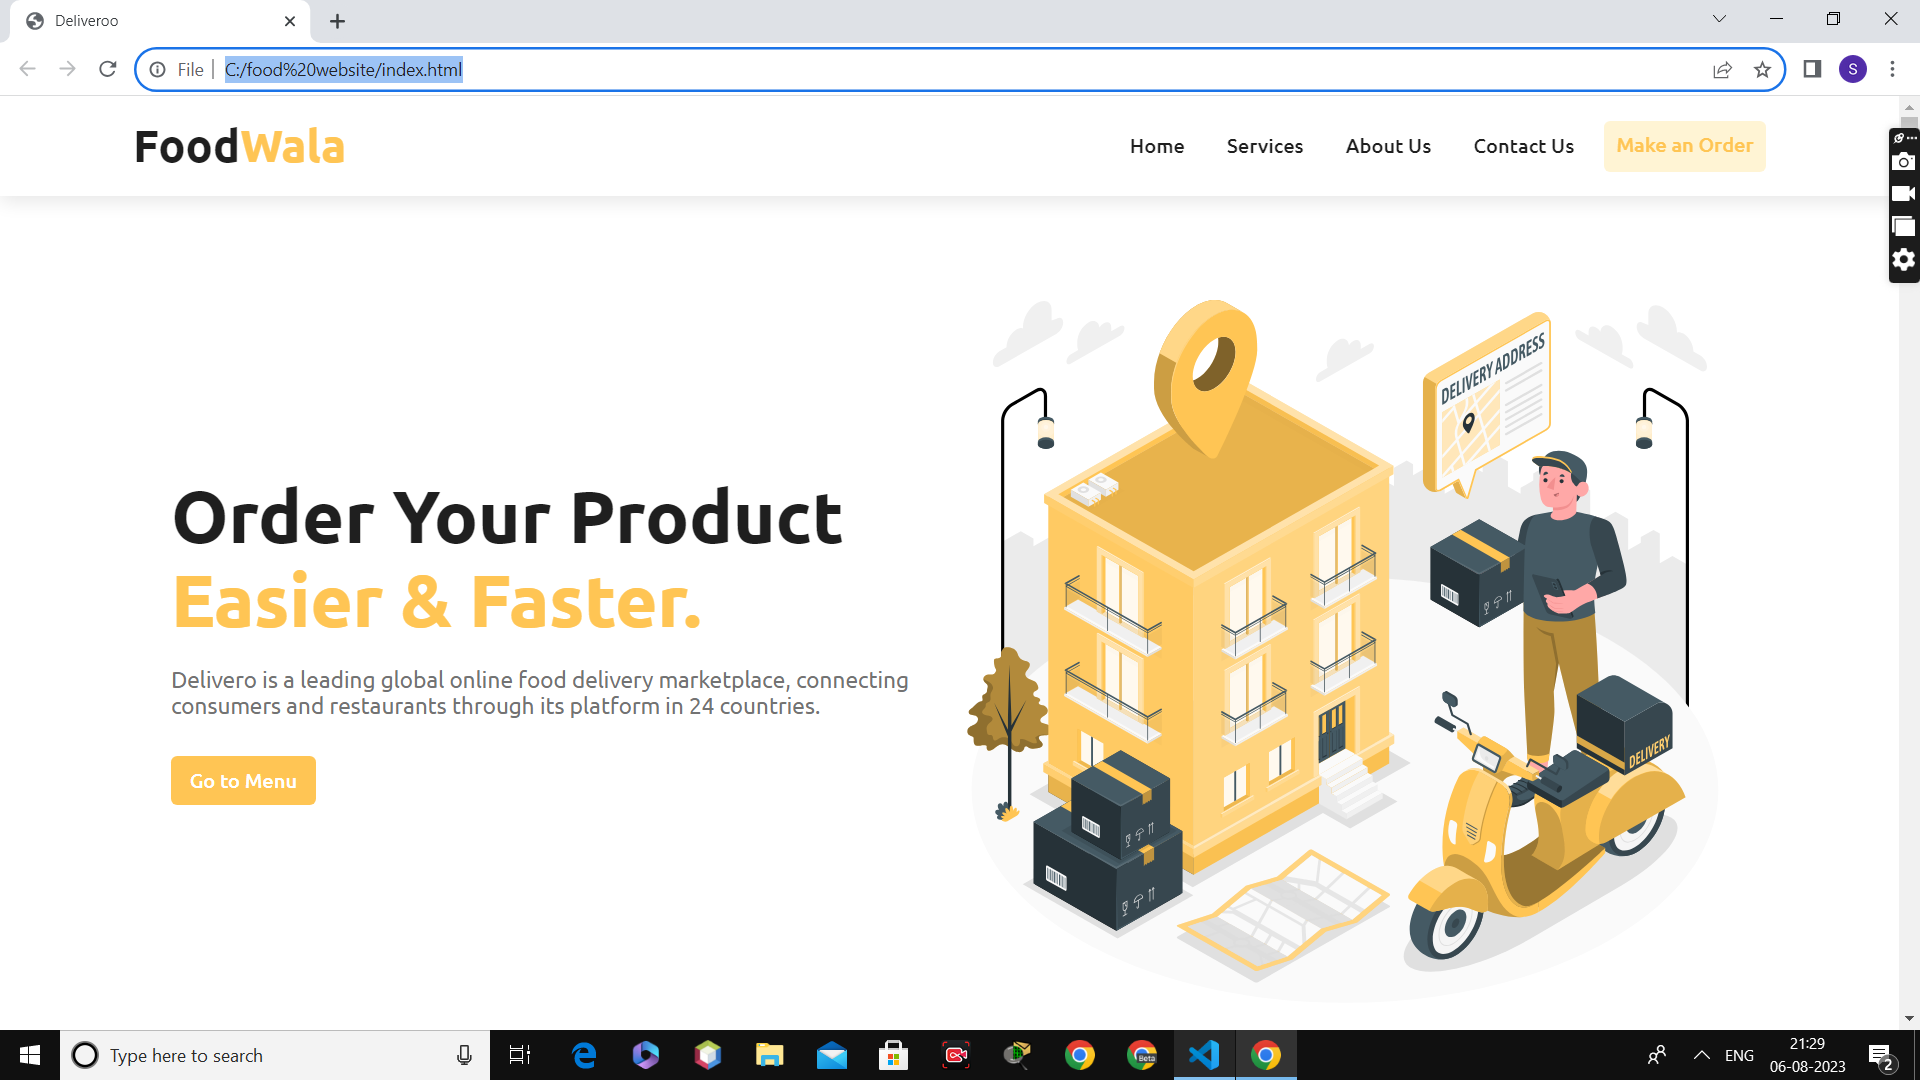 Deliveroo
File
C:/food%20website/index.html
S
FoodWala
Home
Services
About Us
Contact Us
Make an Order
DELIVERY ADDRESS
Order Your Product
Easier & Faster.
Delivero is a leading global online food delivery marketplace, connecting
consumers and restaurants through its platform in 24 countries.
Go to Menu
DELIVERY
Type here to search
Beta
ENG
21:29
06-08-2023
2